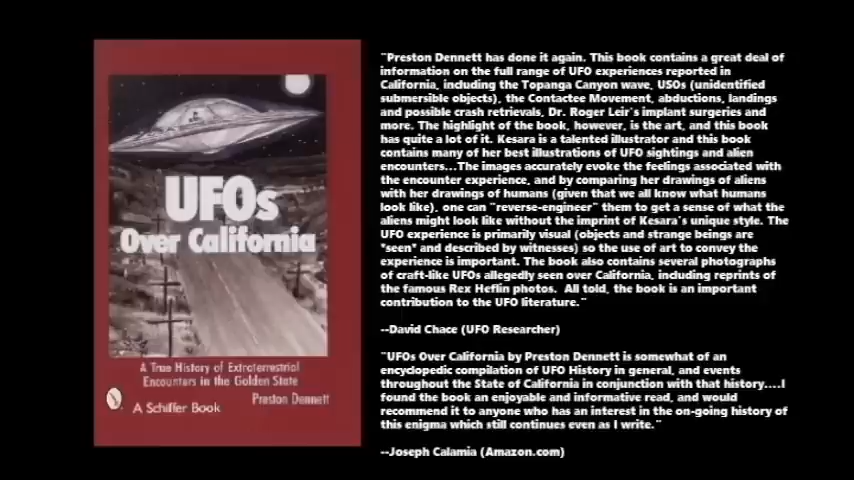 UFOs
Over California
A True History of Extraterrestrial
Encounters in the Golden State
Preston Dennett
A Schiffer Book
"Preston Dennett has done it again. This book contains a great deal of
information on the full range of UFO experiences reported in
California, including the Topanga Canyon wave, USOs (unidentified
submersible objects), the Contactee Movement, abductions, landings
and possible crash retrievals, Dr. Roger Leir's implant surgeries and
more. The highlight of the book, however, is the art, and this book
has quite a lot of it. Kesara is a talented illustrator and this book
contains many of her best illustrations of UFO sightings and alien
encounters...The images accurately evoke the feelings associated with
the encounter experience, and by comparing her drawings of aliens
with her drawings of humans (given that we all know what humans
look like), one can "reverse-engineer" them to get a sense of what the
aliens might look like without the imprint of Kesara's unique style. The
UFO experience is primarily visual (objects and strange beings are
*seen* and described by witnesses) so the use of art to convey the
experience is important. The book also contains several photographs
of craft-like UFOs allegedly seen over California, including reprints of
the famous Rex Heflin photos. All told, the book is an important
contribution to the UFO literature."
--David Chace (UFO Researcher)
"UFOs Over California by Preston Dennett is somewhat of an
encyclopedic compilation of UFO History in general, and events
throughout the State of California in conjunction with that history....I
found the book an enjoyable and informative read, and would
recommend it to anyone who has an interest in the on-going history of
this enigma which still continues even as I write."
--Joseph Calamia (Amazon.com)